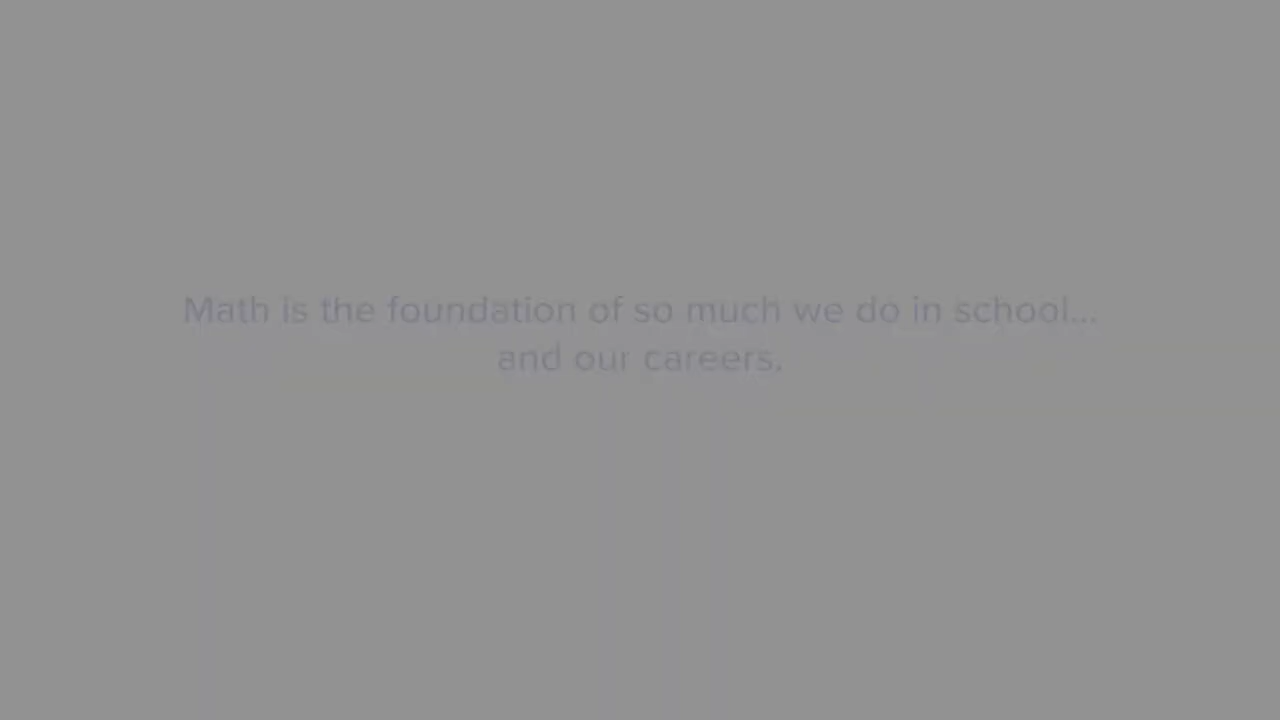 Math is the foundation of so much we do in school...
and our careers.